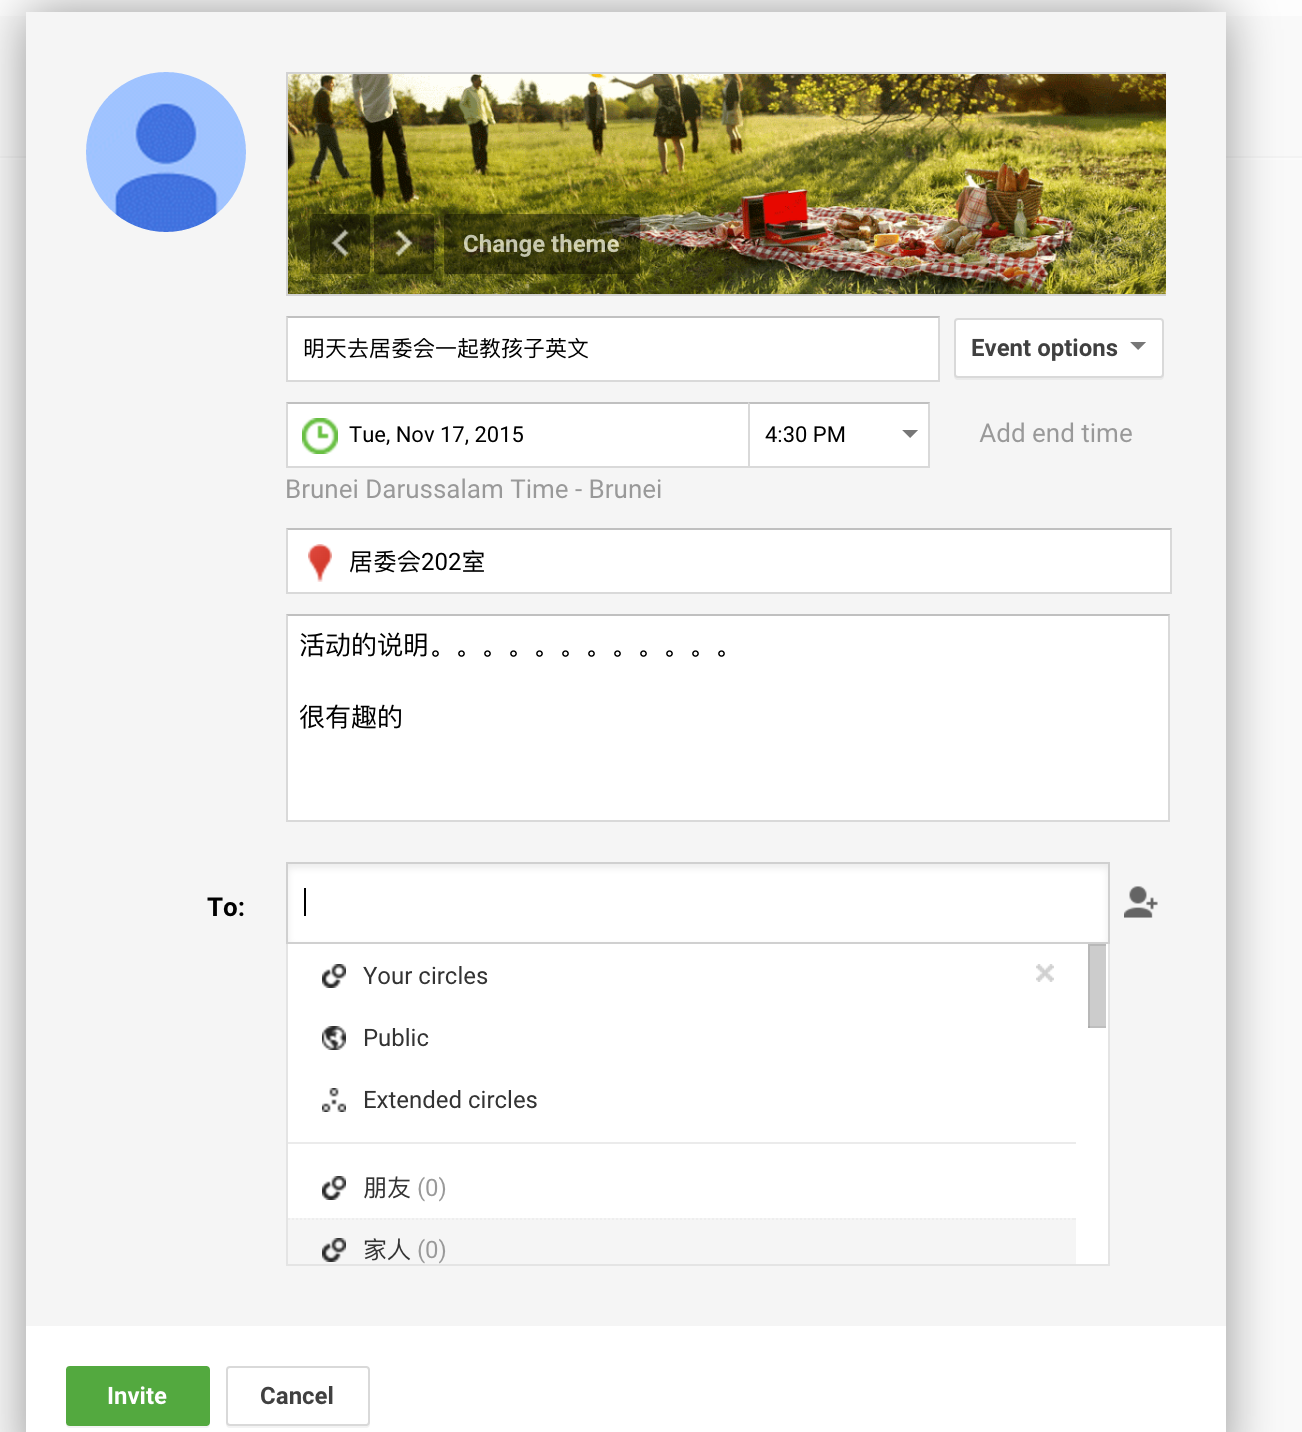 Change theme
明天去居委会一起教孩子英文
Event options
Tue, Nov 17, 2015
4:30 PM
Add end time
Brunei Darussalam Time - Brunei
居委会202室
活动的说明。。。。。。。。。。。。
很有趣的
To:
Your circles
Public
Extended circles
朋友 (0)
家人 (0)
Invite
Cancel